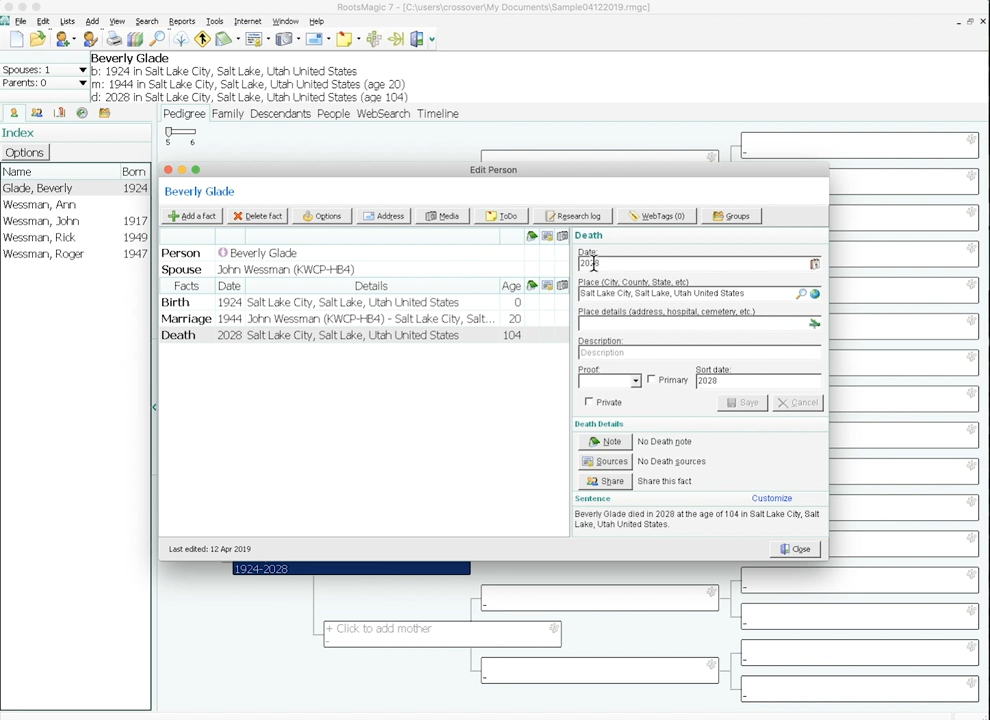 RootsMagic 7 - [C:\users\crossover\My Documents\Sample04122019.rmgc]
File Edit Lists Add View Search Reports Tools Internet Window Help
Beverly Glade
Spouses: 1
b: 1924 in Salt Lake City, Salt Lake, Utah United States
Parents: 0
m: 1944 in Salt Lake City, Salt Lake, Utah United States (age 20)
d: 2028 in Salt Lake City, Salt Lake, Utah United States (age 104)
Pedigree Family Descendants People WebSearch Timeline
Index
5 6
Options
Name Born
Glade, Beverly 1924
Wessman, Ann
Wessman, John 1917
Wessman, Rick 1949
Wessman, Roger 1947
Edit Person
Beverly Glade
Add a fact Delete fact Options Address Media ToDo Research log WebTags (0) Groups
Person Beverly Glade
Spouse John Wessman (KWCP-HB4)
Facts Date Details Age
Birth 1924 Salt Lake City, Salt Lake, Utah United States 0
Marriage 1944 John Wessman (KWCP-HB4) - Salt Lake City, Salt... 20
Death 2028 Salt Lake City, Salt Lake, Utah United States 104
Death
Date:
2028
Place (City, County, State, etc)
Salt Lake City, Salt Lake, Utah United States
Place details (address, hospital, cemetery, etc.)
Description:
Description
Proof: Sort date:
Primary 2028
Private Save Cancel
Death Details
Note No Death note
Sources No Death sources
Share Share this fact
Sentence Customize
Beverly Glade died in 2028 at the age of 104 in Salt Lake City, Salt
Lake, Utah United States.
Last edited: 12 Apr 2019 Close
1924-2028
+ Click to add mother